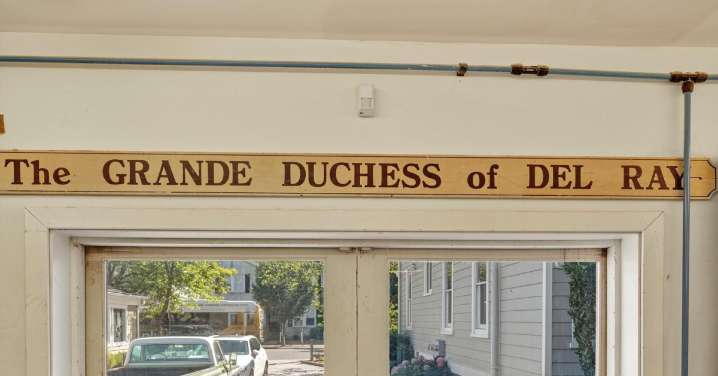 The GRANDE DUCHESS of DEL RAY